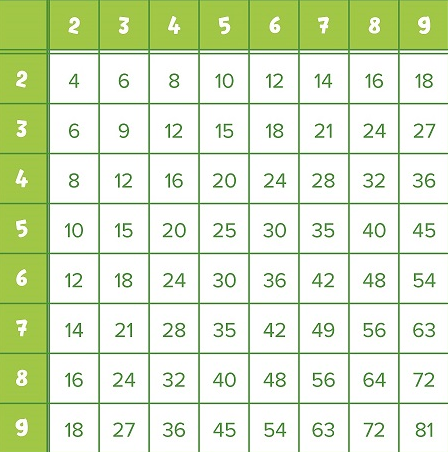 2 3 4 5 6 7 8 9
2 4 6 8 10 12 14 16 18
3 6 9 12 15 18 21 24 27
4 8 12 16 20 24 28 32 36
5 10 15 20 25 30 35 40 45
6 12 18 24 30 36 42 48 54
7 14 21 28 35 42 49 56 63
8 16 24 32 40 48 56 64 72
9 18 27 36 45 54 63 72 81